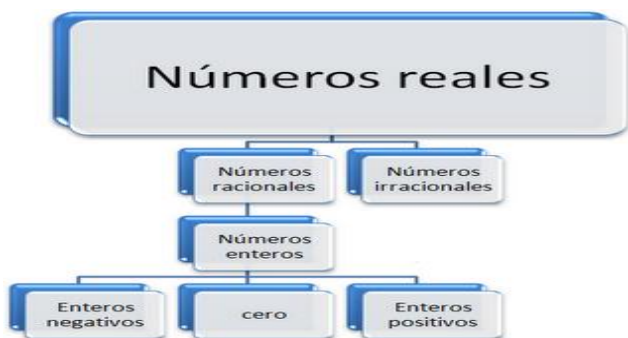 Números reales
Números
racionales
Números
irracionales
Números
enteros
Enteros
negativos
cero
Enteros
positivos